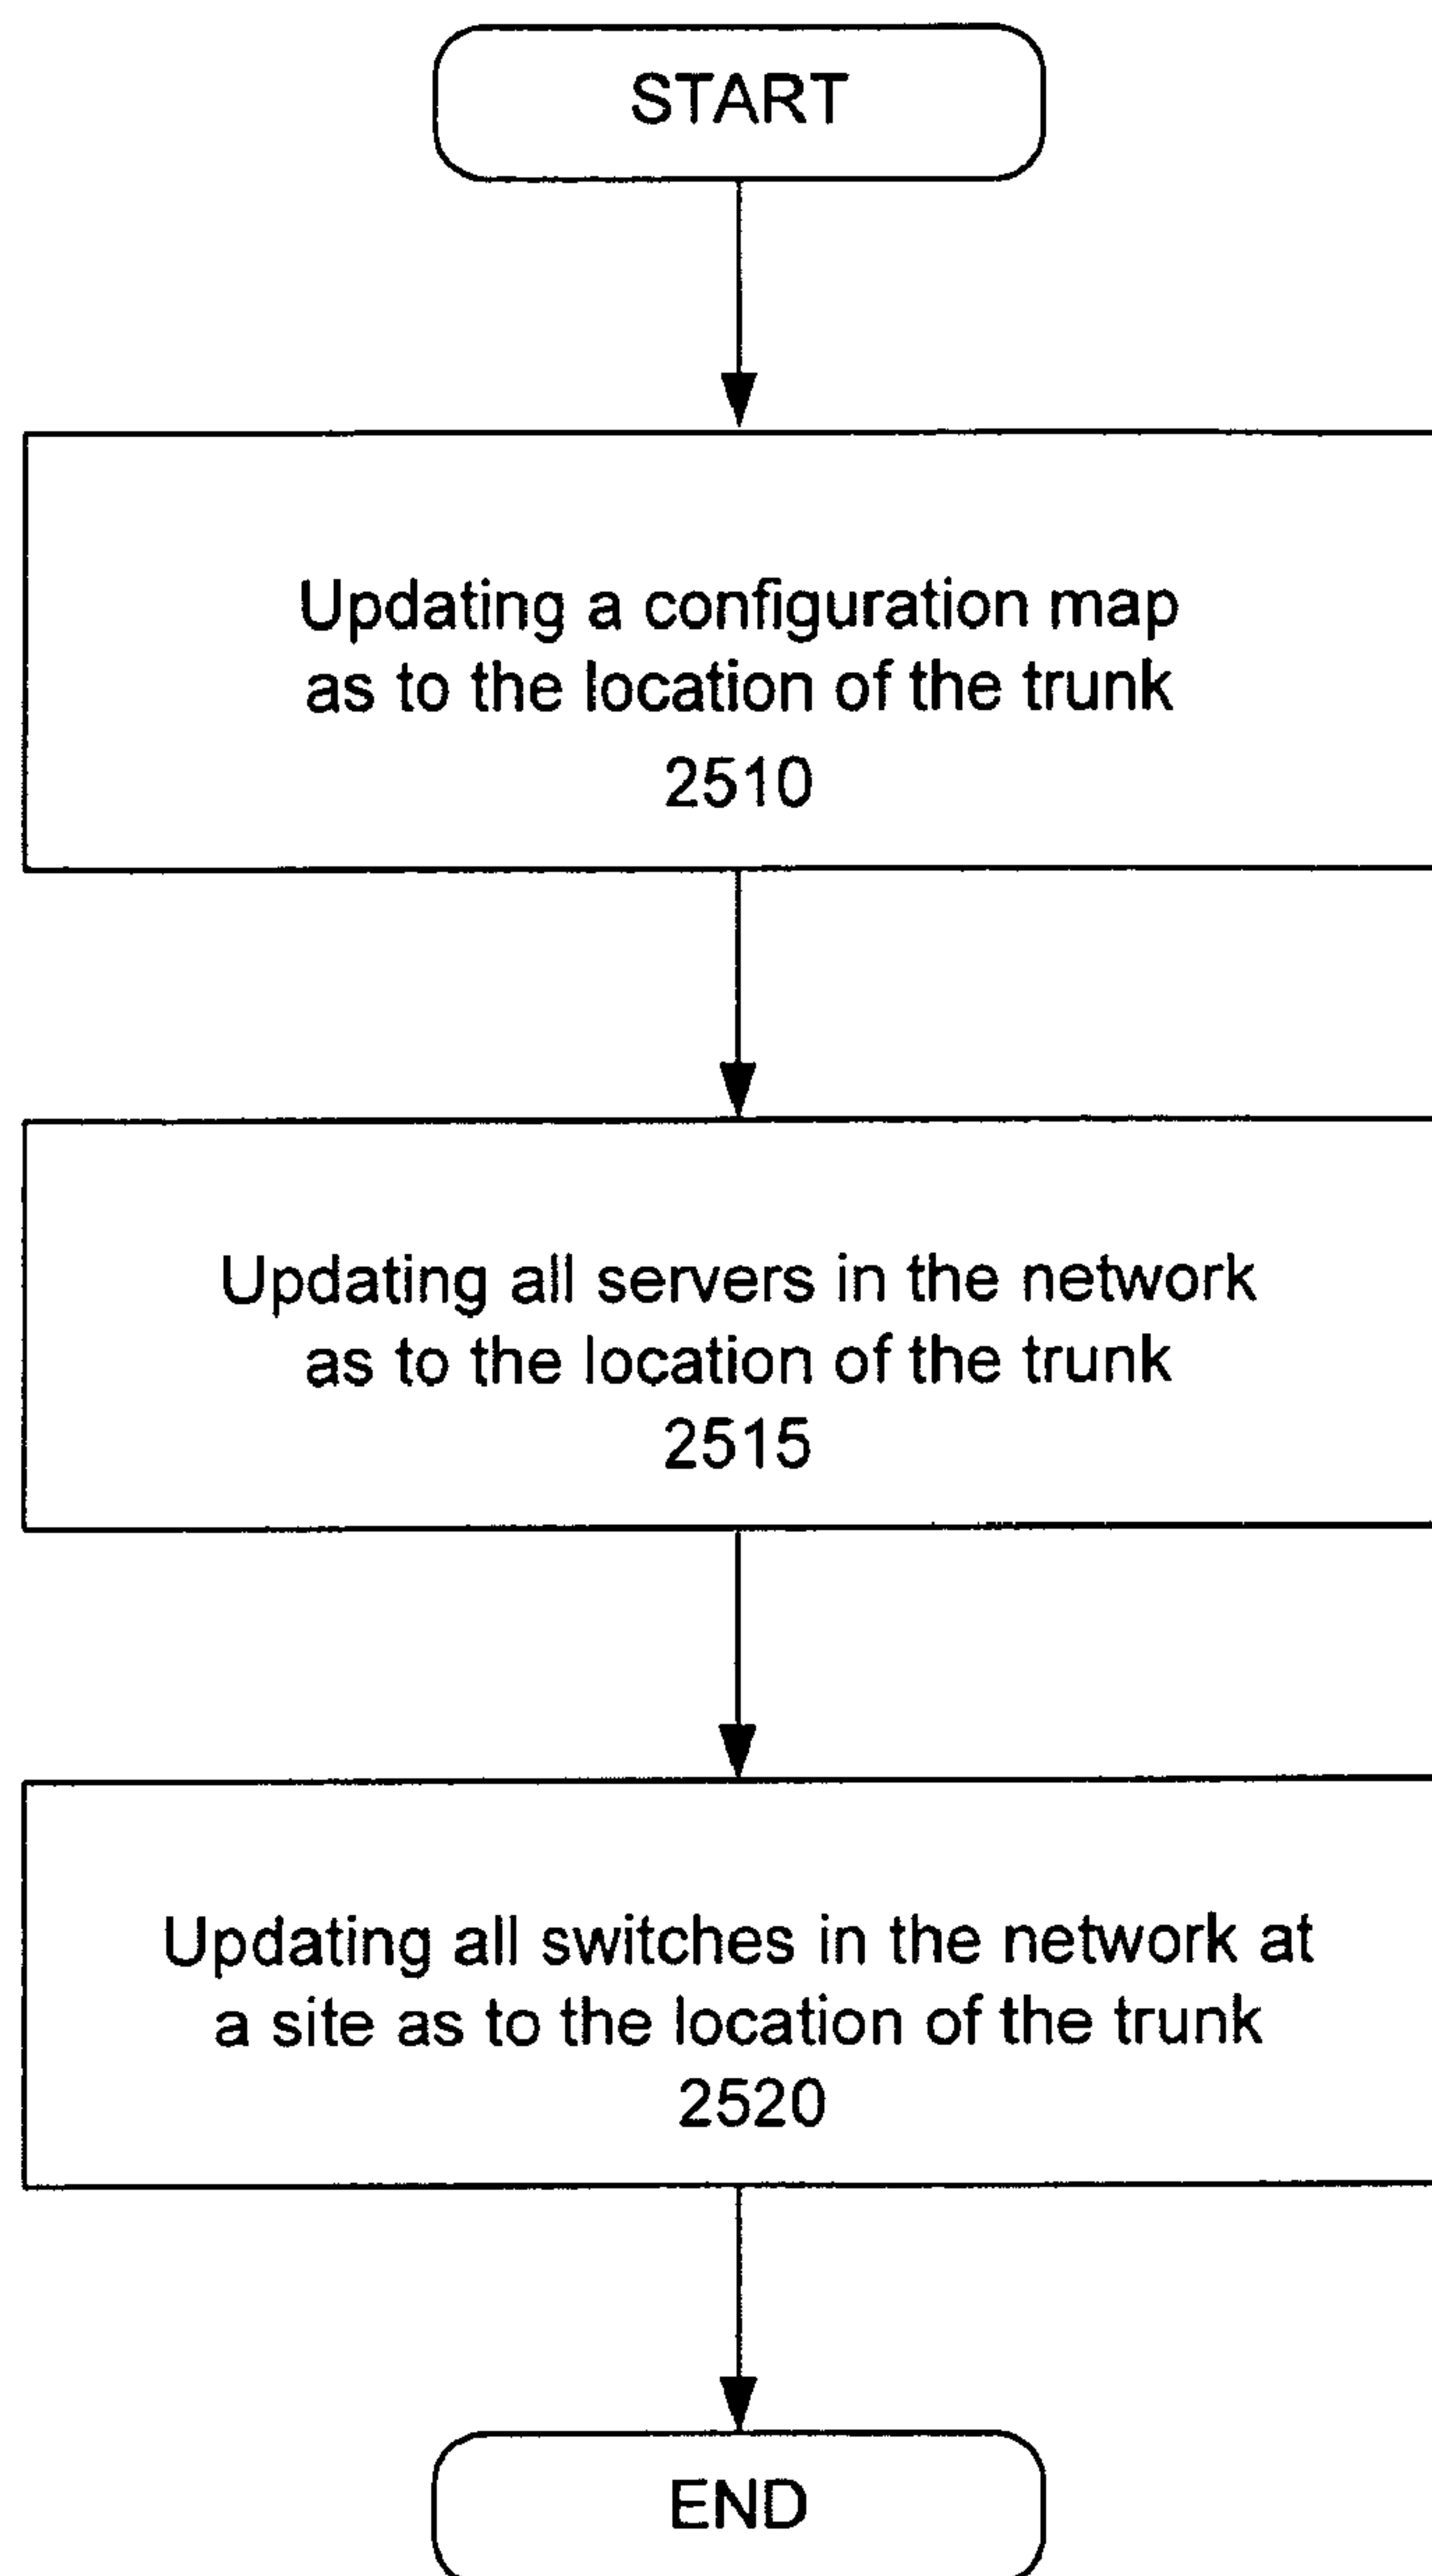 START
Updating a configuration map
as to the location of the trunk
2510
Updating all servers in the network
as to the location of the trunk
2515
Updating all switches in the network at
a site as to the location of the trunk
2520
END